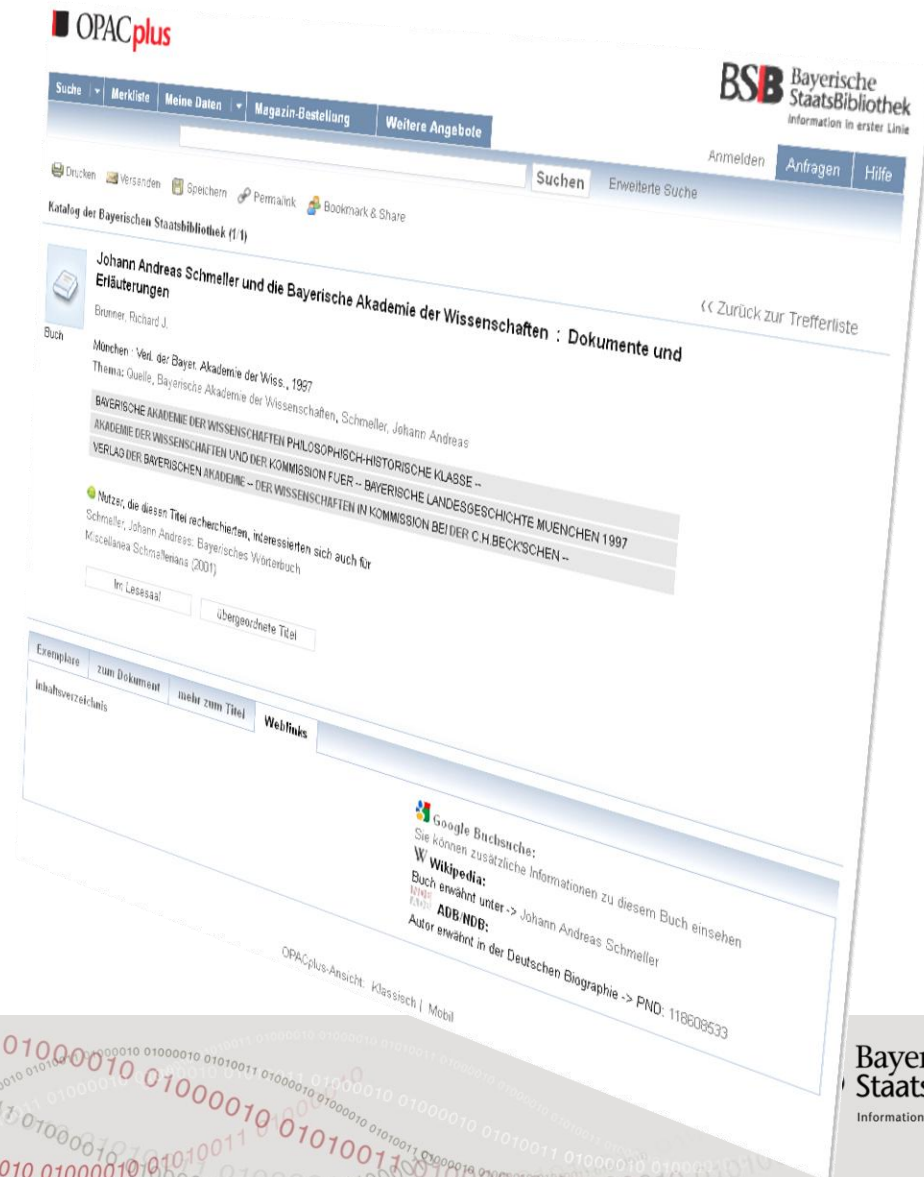 OPACplus
BSB Bayerische
StaatsBibliothek
Information in erster Linie
Suche Merkliste Meine Daten Magazin-Bestellung Weitere Angebote
Anmelden Anfragen Hilfe
Suchen Erweiterte Suche
Drucken Versenden Speichern Permalink Bookmark & Share
Katalog der Bayerischen Staatsbibliothek (1/1)
<< Zurück zur Trefferliste
Johann Andreas Schmeller und die Bayerische Akademie der Wissenschaften : Dokumente und
Erläuterungen
Brunner, Richard J.
Buch
München : Verl. der Bayer. Akademie der Wiss., 1997
Thema: Quelle, Bayerische Akademie der Wissenschaften, Schmeller, Johann Andreas
BAYERISCHE AKADEMIE DER WISSENSCHAFTEN PHILOSOPHISCH-HISTORISCHE KLASSE --
AKADEMIE DER WISSENSCHAFTEN UND DER KOMMISSION FUER -- BAYERISCHE LANDESGESCHICHTE MUENCHEN 1997
VERLAG DER BAYERISCHEN AKADEMIE -- DER WISSENSCHAFTEN IN KOMMISSION BEI DER C.H.BECK'SCHEN --
Nutzer, die diesen Titel recherchierten, interessierten sich auch für
Schmeller, Johann Andreas: Bayerisches Wörterbuch
Miscellanea Schmelleriana (2001)
Im Lesesaal übergeordnete Titel
Exemplare zum Dokument mehr zum Titel Weblinks
Inhaltsverzeichnis
Google Buchsuche:
Sie können zusätzliche Informationen zu diesem Buch einsehen
Wikipedia:
Buch erwähnt unter -> Johann Andreas Schmeller
ADB/NDB:
Autor erwähnt in der Deutschen Biographie -> PND: 118608533
OPACplus-Ansicht: Klassisch | Mobil
Bayer
Staats
Information
01000010 01000010 01010011